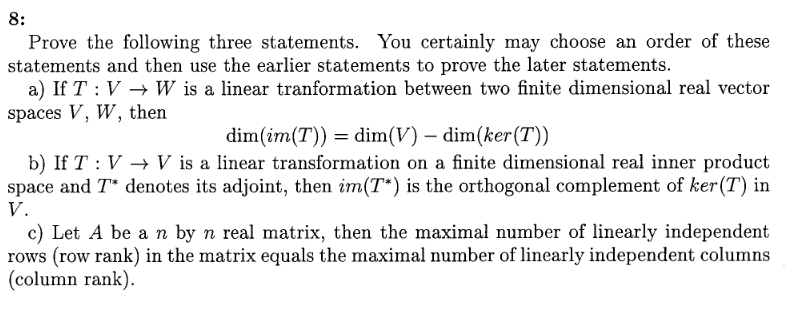 8:
Prove the following three statements. You certainly may choose an order of these
statements and then use the earlier statements to prove the later statements.
a) If T : V → W is a linear tranformation between two finite dimensional real vector
spaces V, W, then
dim(im(T)) = dim(V) − dim(ker(T))
b) If T : V → V is a linear transformation on a finite dimensional real inner product
space and T* denotes its adjoint, then im(T*) is the orthogonal complement of ker(T) in
V.
c) Let A be a n by n real matrix, then the maximal number of linearly independent
rows (row rank) in the matrix equals the maximal number of linearly independent columns
(column rank).